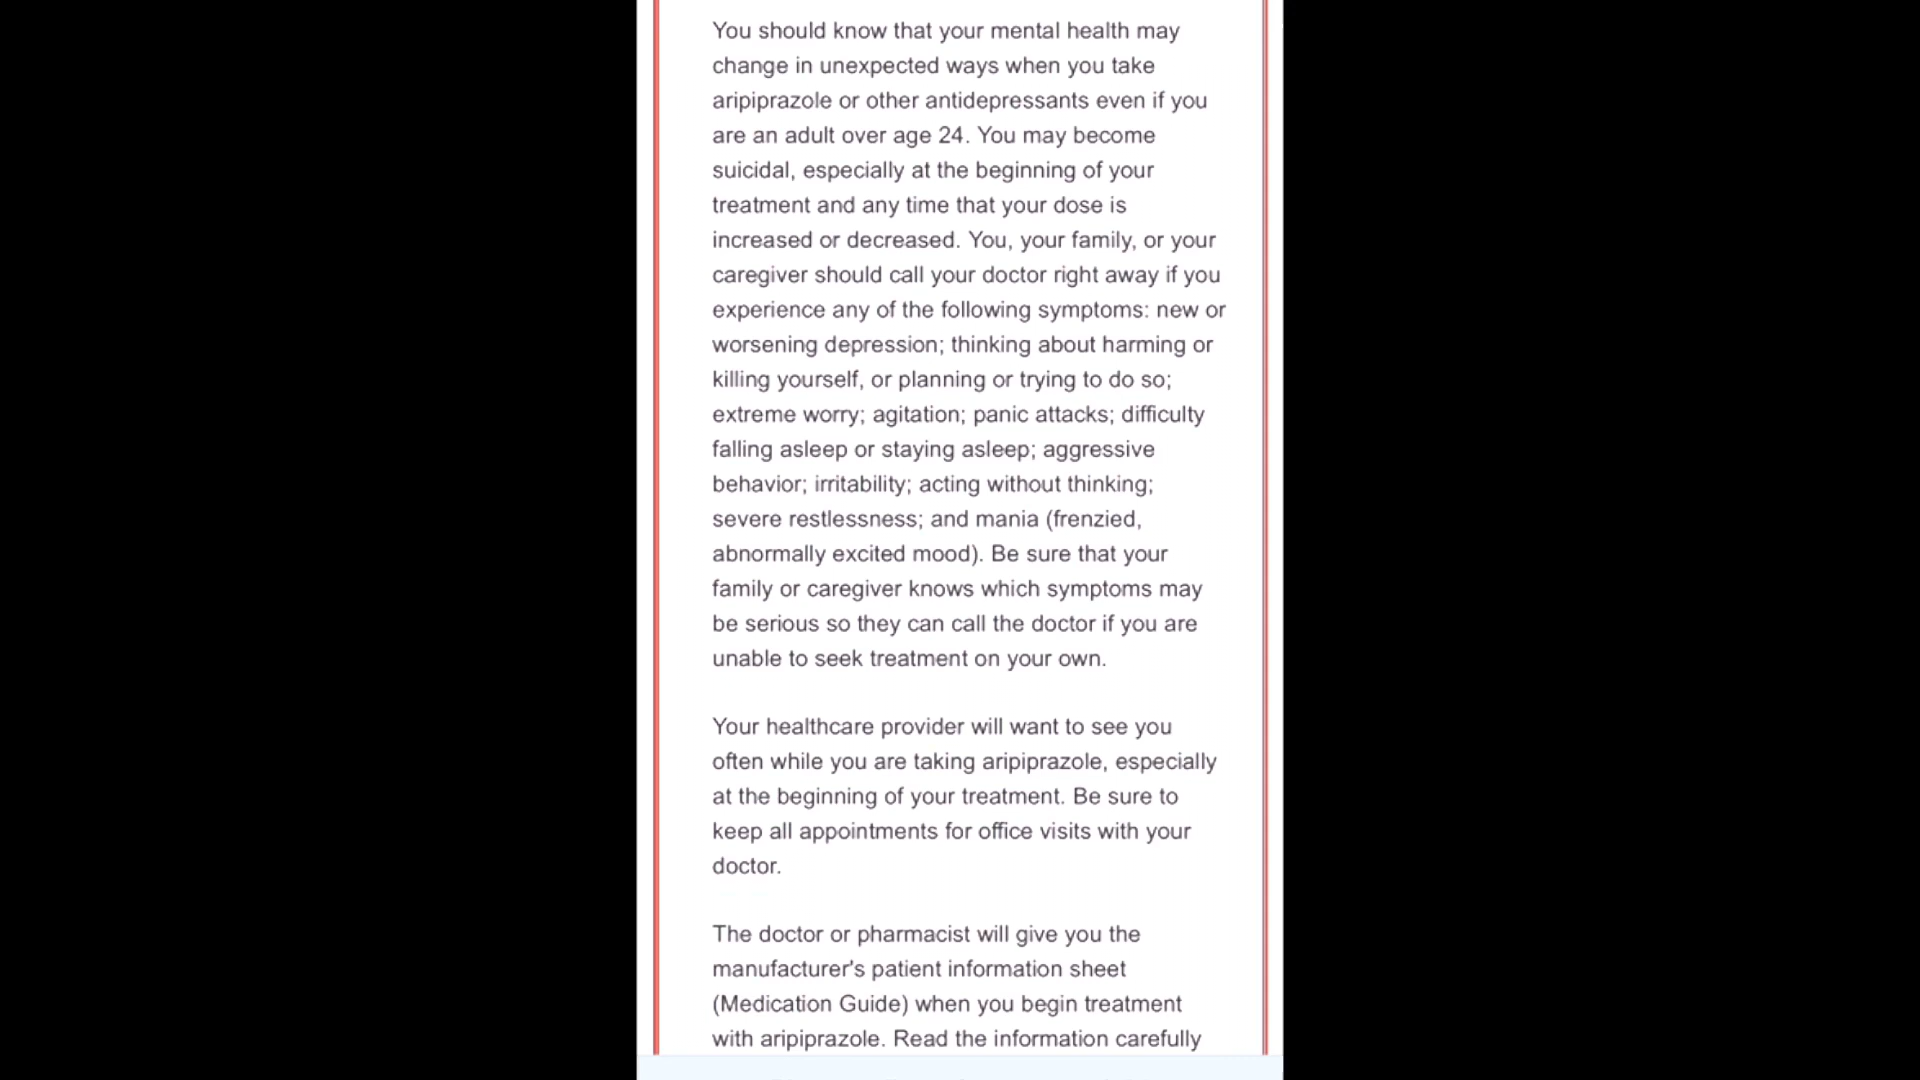 You should know that your mental health may
change in unexpected ways when you take
aripiprazole or other antidepressants even if you
are an adult over age 24. You may become
suicidal, especially at the beginning of your
treatment and any time that your dose is
increased or decreased. You, your family, or your
caregiver should call your doctor right away if you
experience any of the following symptoms: new or
worsening depression; thinking about harming or
killing yourself, or planning or trying to do so;
extreme worry; agitation; panic attacks; difficulty
falling asleep or staying asleep; aggressive
behavior; irritability; acting without thinking;
severe restlessness; and mania (frenzied,
abnormally excited mood). Be sure that your
family or caregiver knows which symptoms may
be serious so they can call the doctor if you are
unable to seek treatment on your own.
Your healthcare provider will want to see you
often while you are taking aripiprazole, especially
at the beginning of your treatment. Be sure to
keep all appointments for office visits with your
doctor.
The doctor or pharmacist will give you the
manufacturer's patient information sheet
(Medication Guide) when you begin treatment
with aripiprazole. Read the information carefully